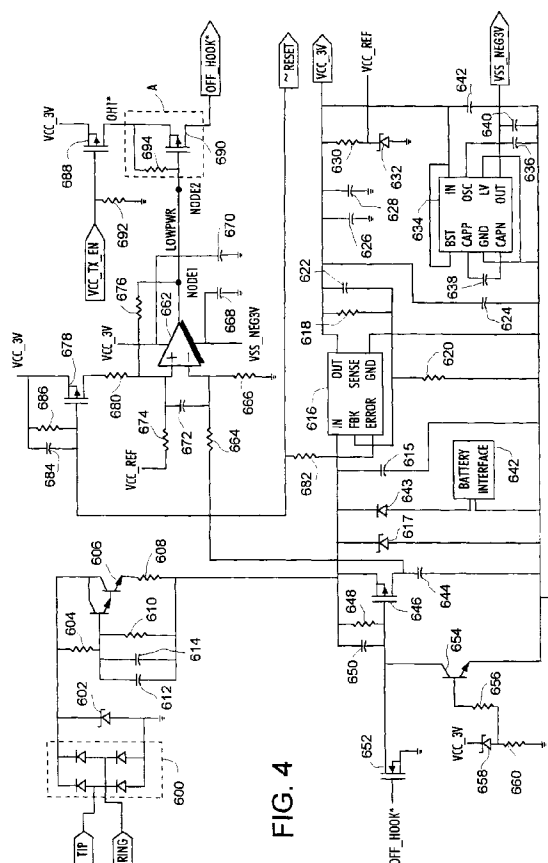 VCC_3V
688
QH1*
A
694
690
OFF_HOOK*
VCC_TX_EN
692
NODE2
LOWPWR
~RESET
VCC_3V
VCC_REF
630
632
642
VSS_NEG3V
640
636
634
IN
OSC
LV
OUT
BST
CAPP
GND
CAPN
638
624
628
626
622
618
670
676
NODE1
662
668
VCC_3V
VSS_NEG3V
VCC_3V
678
680
686
684
674
672
664
666
VCC_REF
616
IN
OUT
FBK
SENSE
ERROR
GND
620
682
615
643
617
BATTERY
INTERFACE
642
606
608
604
610
614
612
602
600
TIP
RING
648
650
646
644
654
652
656
658
660
VCC_3V
OFF_HOOK*
FIG. 4